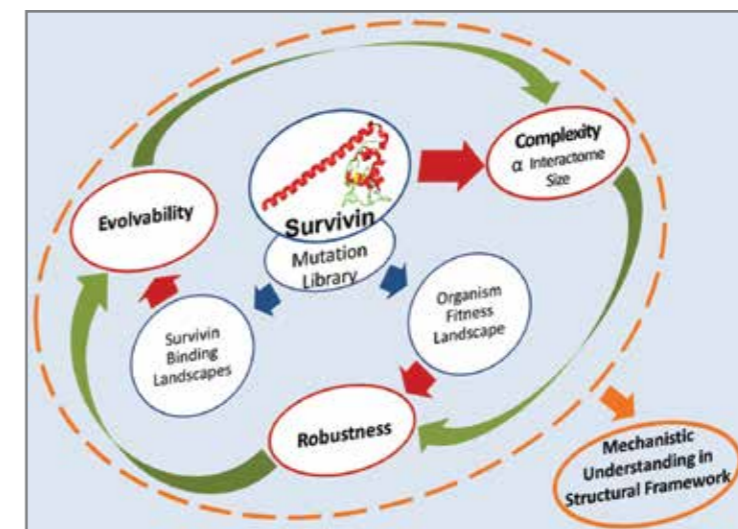 Complexity
α Interactome
Size
Survivin
Mutation
Library
Evolvability
Organism
Fitness
Landscape
Survivin
Binding
Landscapes
Robustness
Mechanistic
Understanding in
Structural Framework